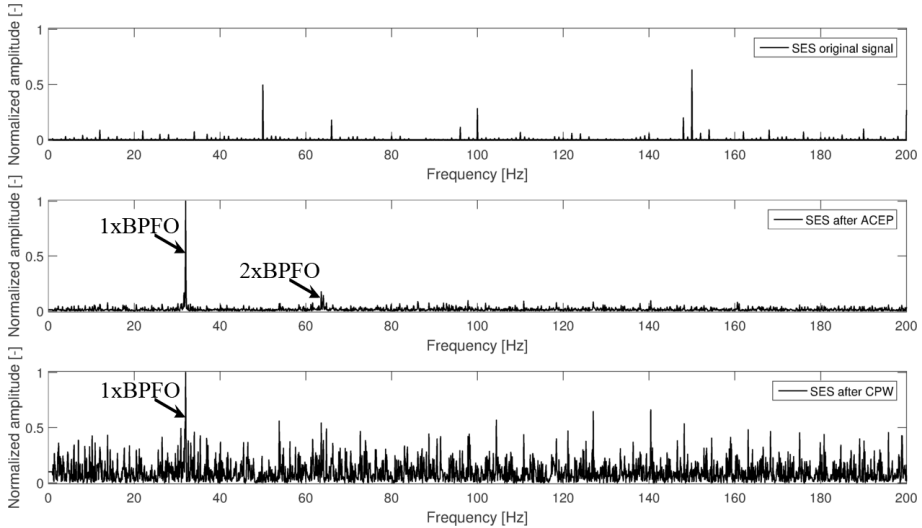 Normalized amplitude [-]
1
0.5
0
SES original signal
0 20 40 60 80 100 120 140 160 180 200
Frequency [Hz]
Normalized amplitude [-]
1
0.5
0
1xBPFO
2xBPFO
SES after ACEP
0 20 40 60 80 100 120 140 160 180 200
Frequency [Hz]
Normalized amplitude [-]
1
0.5
0
1xBPFO
SES after CPW
0 20 40 60 80 100 120 140 160 180 200
Frequency [Hz]